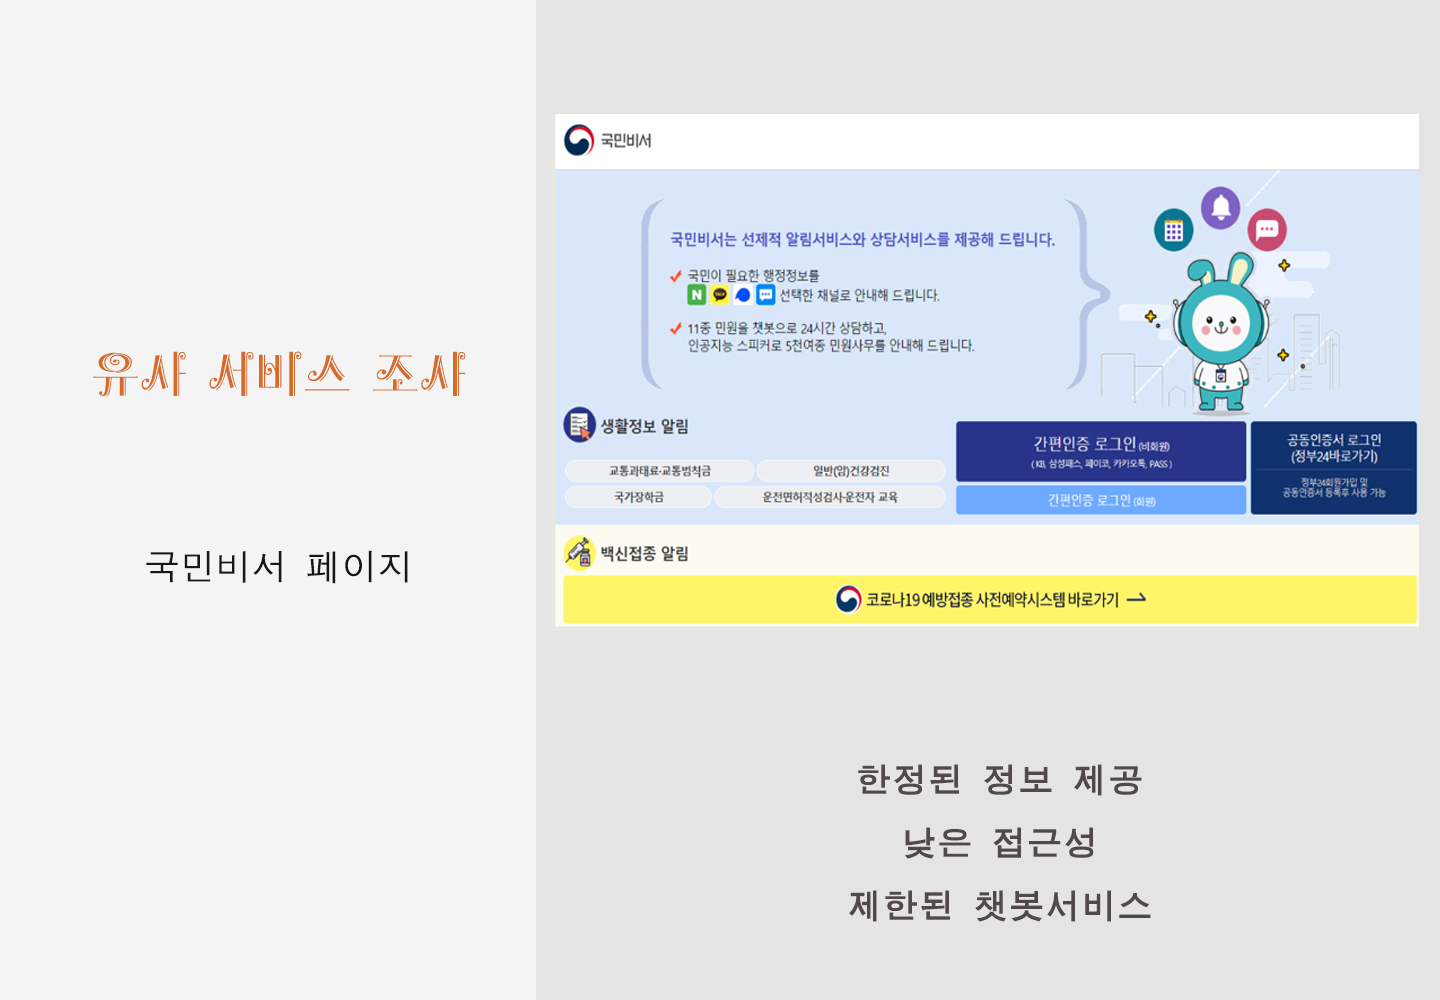 유사 서비스 조사
국민비서 페이지
국민비서
국민비서는 선제적 알림서비스와 상담서비스를 제공해 드립니다.
국민이 필요한 행정정보를
N TALK 선택한 채널로 안내해 드립니다.
11종 민원을 챗봇으로 24시간 상담하고,
인공지능 스피커로 5천여종 민원사무를 안내해 드립니다.
생활정보 알림
교통과태료·교통범칙금
일반(암)건강검진
국가장학금
운전면허적성검사·운전자 교육
간편인증 로그인 (비회원)
( KB, 삼성패스, 페이코, 카카오톡, PASS )
간편인증 로그인 (회원)
공동인증서 로그인
(정부24바로가기)
정부24회원가입 및
공동인증서 등록후 사용 가능
백신접종 알림
코로나19 예방접종 사전예약시스템 바로가기
한정된 정보 제공
낮은 접근성
제한된 챗봇서비스